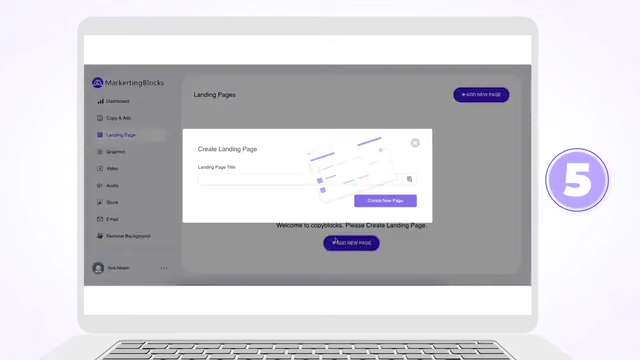 MarkertingBlocks
Dashboard
Copy & Ads
Landing Page
Graphics
Video
Audio
Stock
Email
Remove Background
Landing Pages
+ADD NEW PAGE
Create Landing Page
Landing Page Title
Create New Page
Welcome to copyblocks. Please Create Landing Page.
ADD NEW PAGE
5